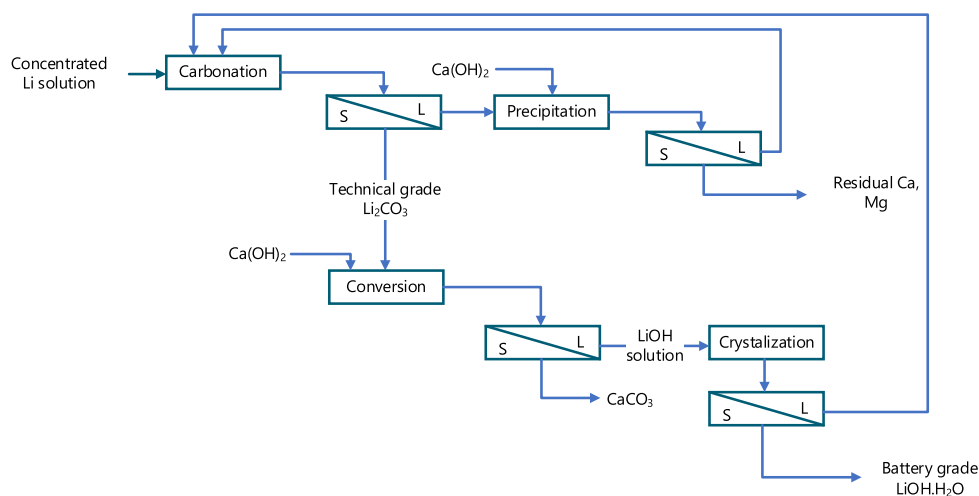 Concentrated
Li solution
Carbonation
S
L
Ca(OH)₂
Precipitation
S
L
Residual Ca,
Mg
Technical grade
Li₂CO₃
Ca(OH)₂
Conversion
S
L
LiOH
solution
Crystalization
CaCO₃
S
L
Battery grade
LiOH.H₂O